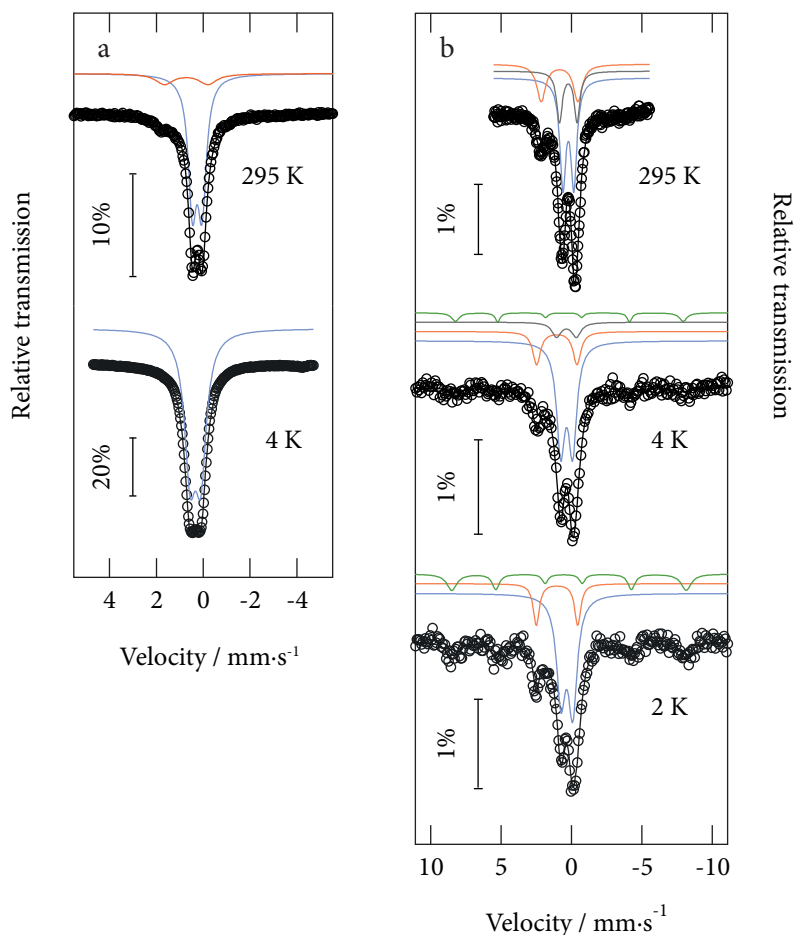 a
295 K
10%
4 K
20%
4 2 0 -2 -4
Velocity / mm·s-1
Relative transmission
b
295 K
1%
4 K
1%
2 K
1%
10 5 0 -5 -10
Velocity / mm·s-1
Relative transmission